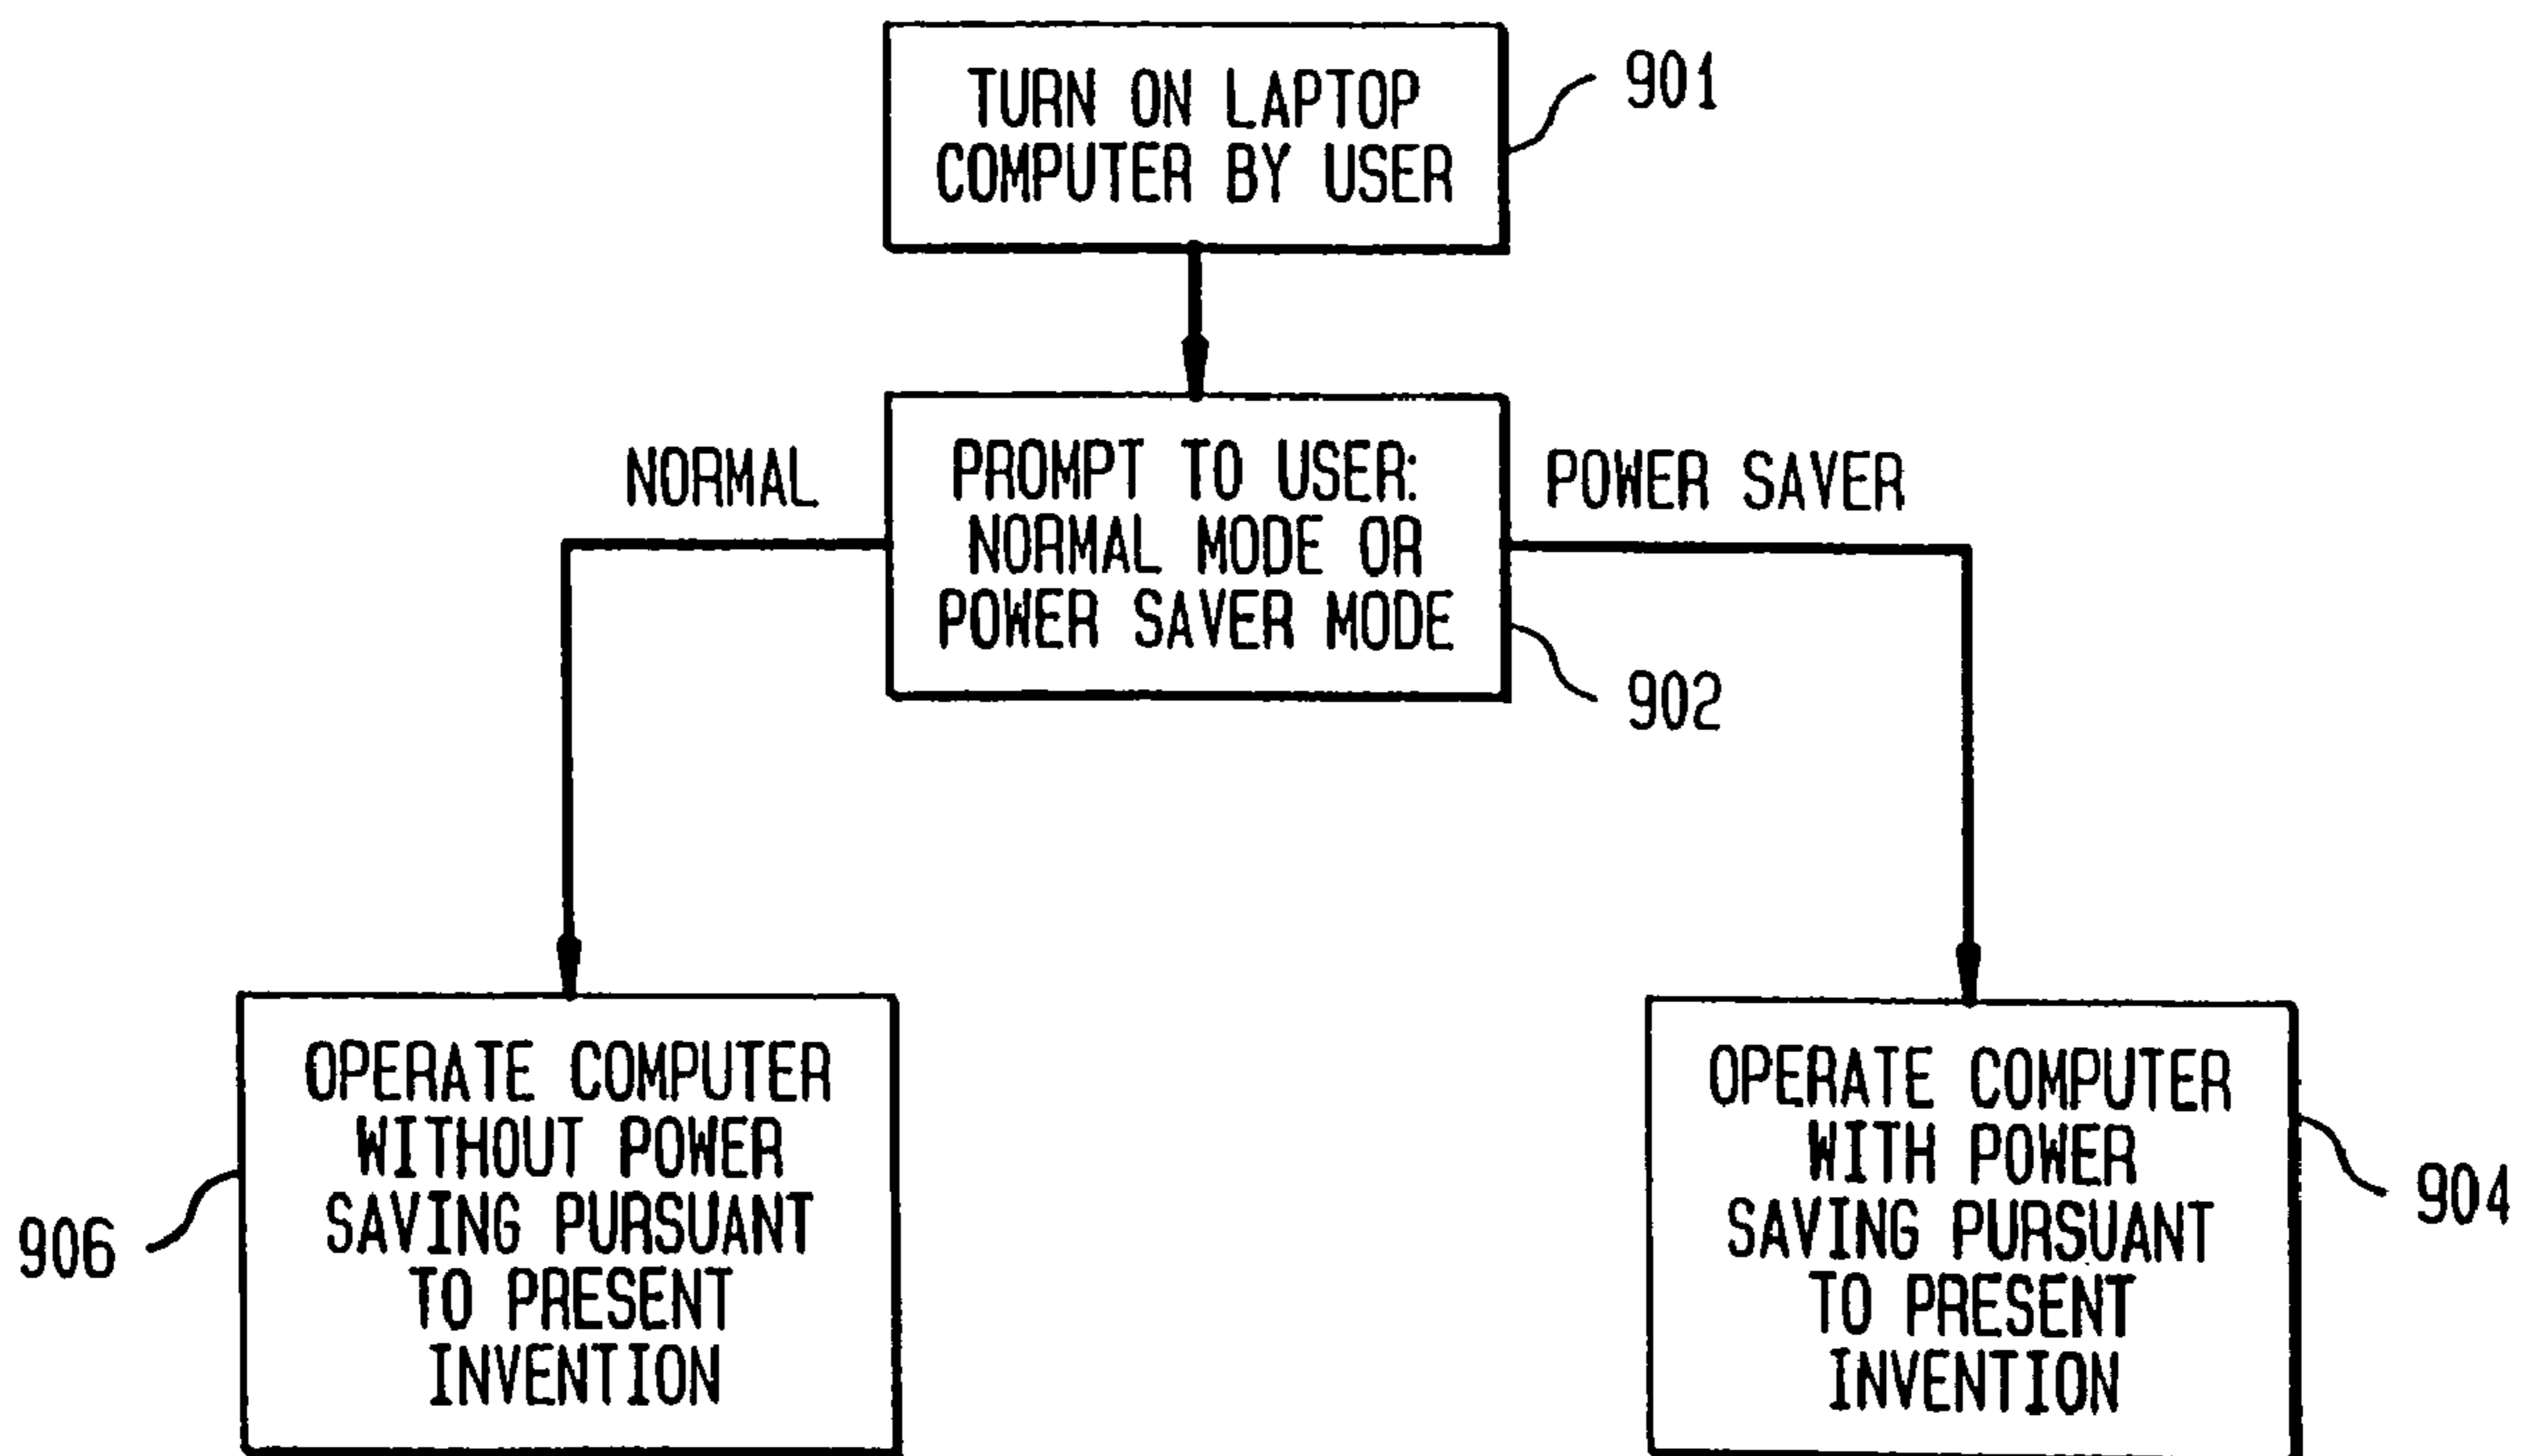 TURN ON LAPTOP
COMPUTER BY USER
901
PROMPT TO USER:
NORMAL MODE OR
POWER SAVER MODE
902
NORMAL
POWER SAVER
OPERATE COMPUTER
WITHOUT POWER
SAVING PURSUANT
TO PRESENT
INVENTION
906
OPERATE COMPUTER
WITH POWER
SAVING PURSUANT
TO PRESENT
INVENTION
904